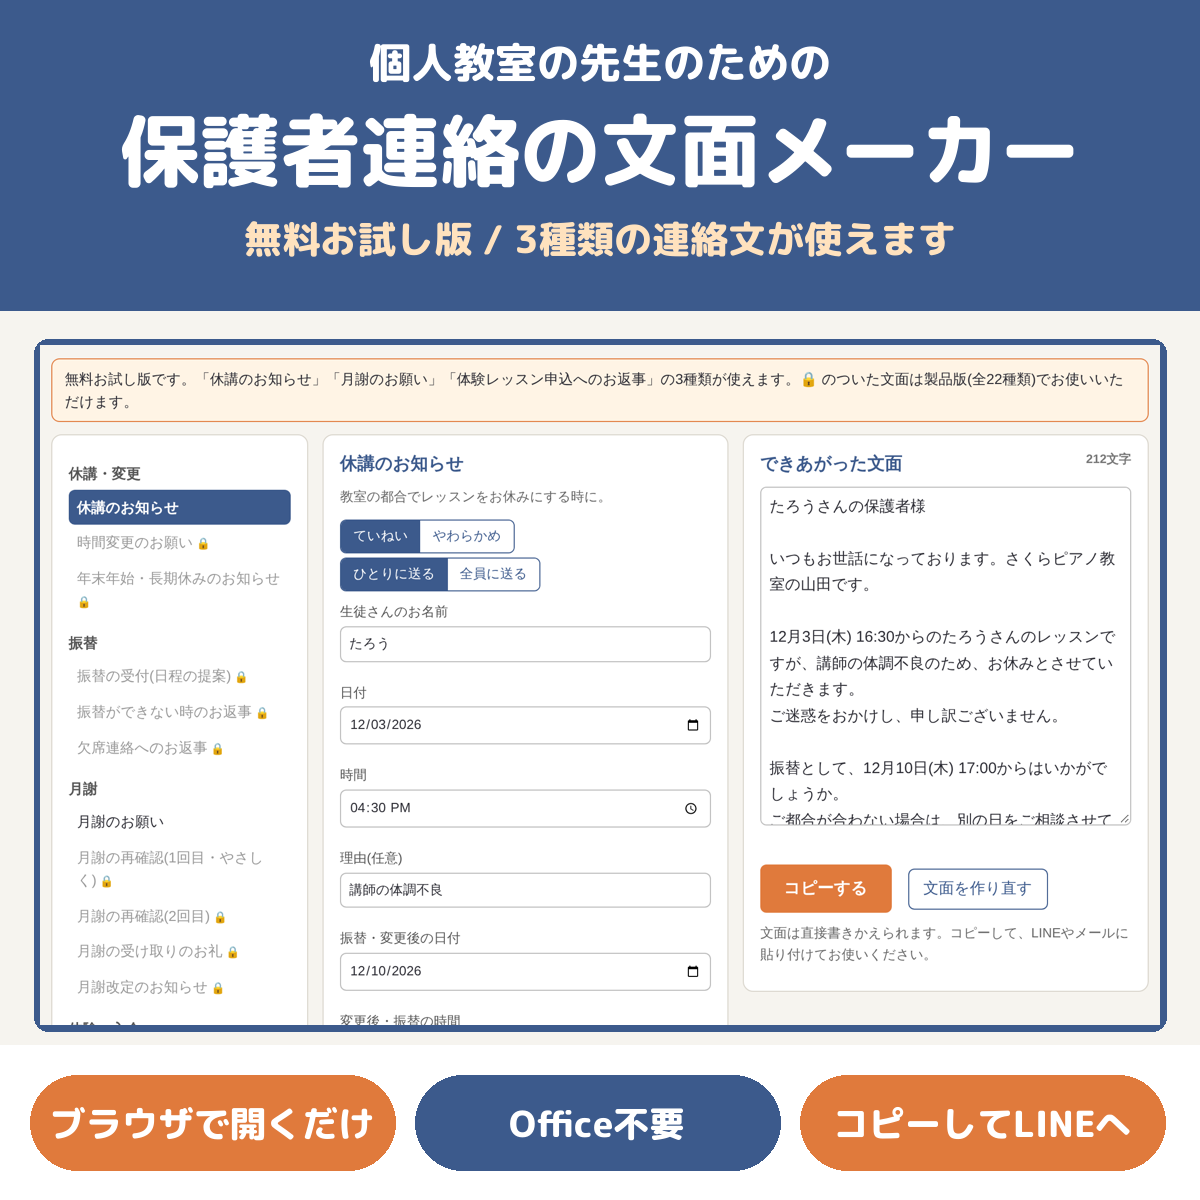 個人教室の先生のための
保護者連絡の文面メーカー
無料お試し版 / 3種類の連絡文が使えます
無料お試し版です。「休講のお知らせ」「月謝のお願い」「体験レッスン申込へのお返事」の3種類が使えます。🔒 のついた文面は製品版(全22種類)でお使いいた
だけます。
休講・変更
休講のお知らせ
時間変更のお願い 🔒
年末年始・長期休みのお知らせ
🔒
振替
振替の受付(日程の提案) 🔒
振替ができない時のお返事 🔒
欠席連絡へのお返事 🔒
月謝
月謝のお願い
月謝の再確認(1回目・やさし
く) 🔒
月謝の再確認(2回目) 🔒
月謝の受け取りのお礼 🔒
月謝改定のお知らせ 🔒
休講のお知らせ
教室の都合でレッスンをお休みにする時に。
ていねい やわらかめ
ひとりに送る 全員に送る
生徒さんのお名前
たろう
日付
12/03/2026
時間
04:30 PM
理由(任意)
講師の体調不良
振替・変更後の日付
12/10/2026
変更後・振替の時間
できあがった文面
212文字
たろうさんの保護者様
いつもお世話になっております。さくらピアノ教
室の山田です。
12月3日(木) 16:30からのたろうさんのレッスンで
すが、講師の体調不良のため、お休みとさせてい
ただきます。
ご迷惑をおかけし、申し訳ございません。
振替として、12月10日(木) 17:00からはいかがで
しょうか。
ご都合が合わない場合は、別の日をご相談させて
コピーする
文面を作り直す
文面は直接書きかえられます。コピーして、LINEやメールに
貼り付けてお使いください。
ブラウザで開くだけ
Office不要
コピーしてLINEへ